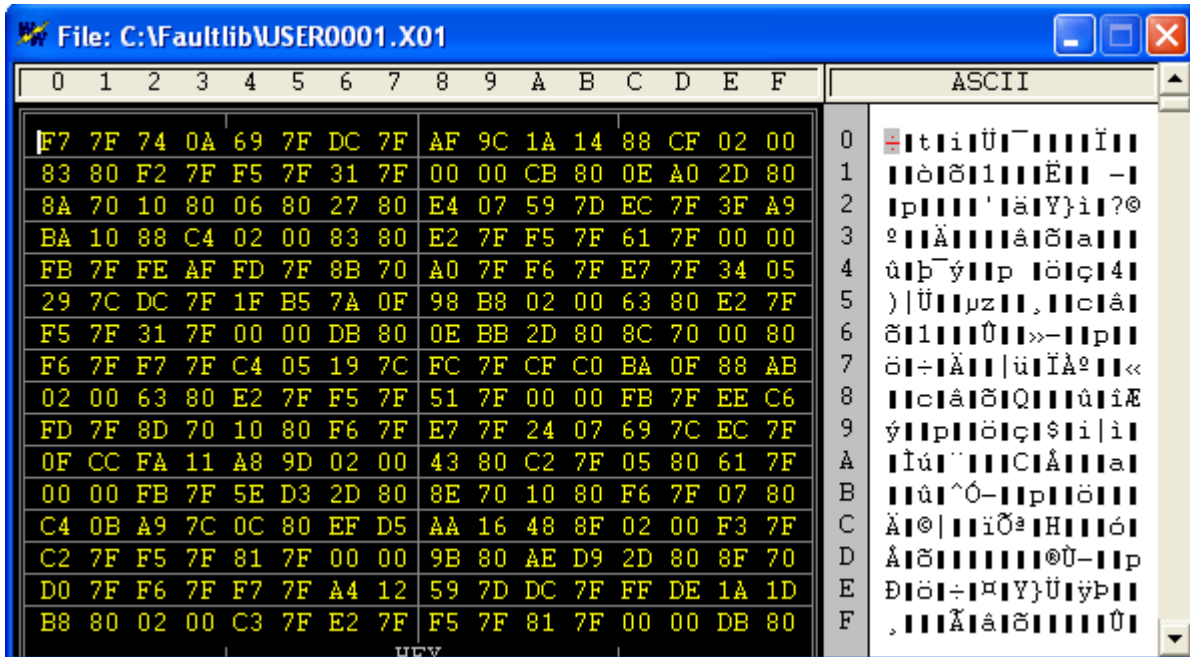 File: C:\Faultlib\USER0001.X01
0 1 2 3 4 5 6 7 8 9 A B C D E F ASCII
F7 7F 74 0A 69 7F DC 7F AF 9C 1A 14 88 CF 02 00 0 ÷ t i Ü ¯ Ï
83 80 F2 7F F5 7F 31 7F 00 00 CB 80 0E A0 2D 80 1 ò õ 1 Ë -
8A 70 10 80 06 80 27 80 E4 07 59 7D EC 7F 3F A9 2 p ' ä Y}ì ?©
BA 10 88 C4 02 00 83 80 E2 7F F5 7F 61 7F 00 00 3 º Ä â õ a
FB 7F FE AF FD 7F 8B 70 A0 7F F6 7F E7 7F 34 05 4 û þ¯ý p ö ç 4
29 7C DC 7F 1F B5 7A 0F 98 B8 02 00 63 80 E2 7F 5 )|Ü µz ¸ c â
F5 7F 31 7F 00 00 DB 80 0E BB 2D 80 8C 70 00 80 6 õ 1 Û »- p
F6 7F F7 7F C4 05 19 7C FC 7F CF C0 BA 0F 88 AB 7 ö ÷ Ä |ü ÏÀº «
02 00 63 80 E2 7F F5 7F 51 7F 00 00 FB 7F EE C6 8 c â õ Q û îÆ
FD 7F 8D 70 10 80 F6 7F E7 7F 24 07 69 7C EC 7F 9 ý p ö ç $ i|ì
0F CC FA 11 A8 9D 02 00 43 80 C2 7F 05 80 61 7F A Ìú ¨ C Â a
00 00 FB 7F 5E D3 2D 80 8E 70 10 80 F6 7F 07 80 B û ^Ó- p ö
C4 0B A9 7C 0C 80 EF D5 AA 16 48 8F 02 00 F3 7F C Ä ©| ïÕª H ó
C2 7F F5 7F 81 7F 00 00 9B 80 AE D9 2D 80 8F 70 D Â õ ®Ù- p
D0 7F F6 7F F7 7F A4 12 59 7D DC 7F FF DE 1A 1D E Ð ö ÷ ¤ Y}Ü ÿÞ
B8 80 02 00 C3 7F E2 7F F5 7F 81 7F 00 00 DB 80 F ¸ Ã â õ Û
HEX